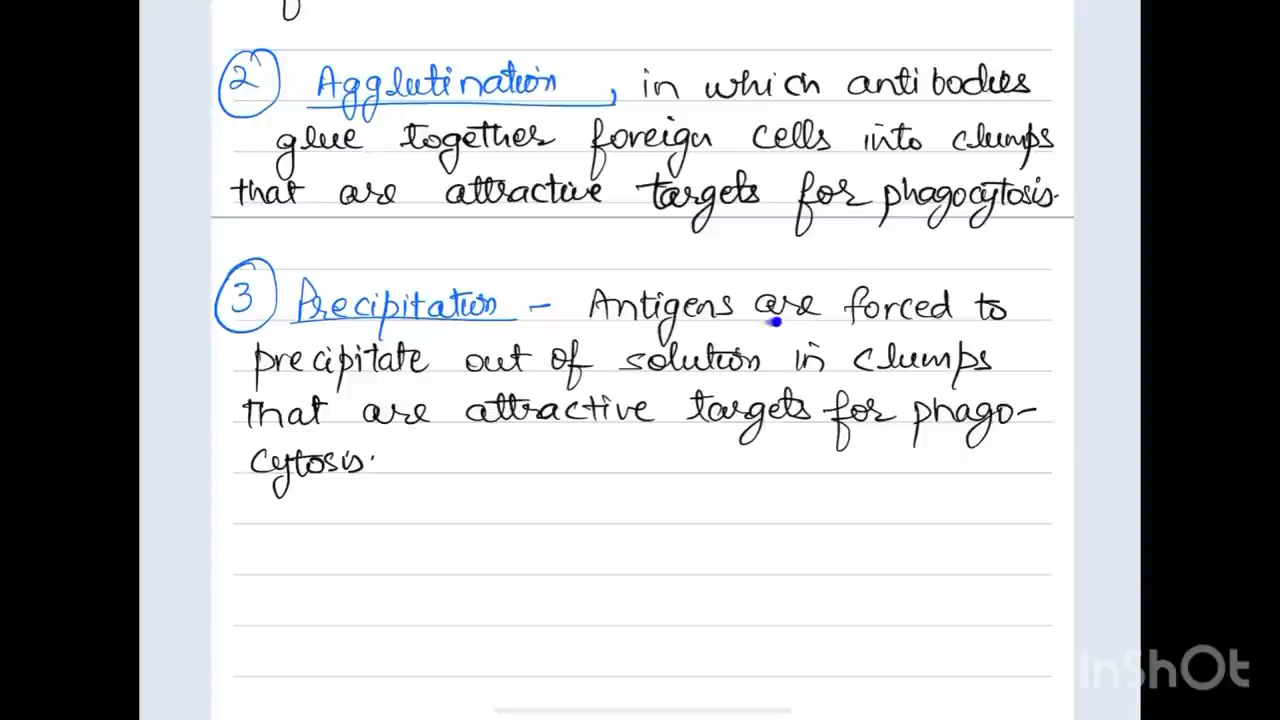 2 Agglutination, in which antibodies
glue together foreign cells into clumps
that are attractive targets for phagocytosis.
3 Precipitation - Antigens are forced to
precipitate out of solution in clumps
that are attractive targets for phago-
cytosis.
InShOt